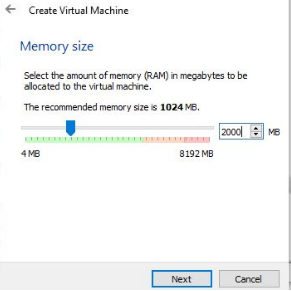 Create Virtual Machine
Memory size
Select the amount of memory (RAM) in megabytes to be
allocated to the virtual machine.
The recommended memory size is 1024 MB.
2000 MB
4 MB 8192 MB
Next Cancel